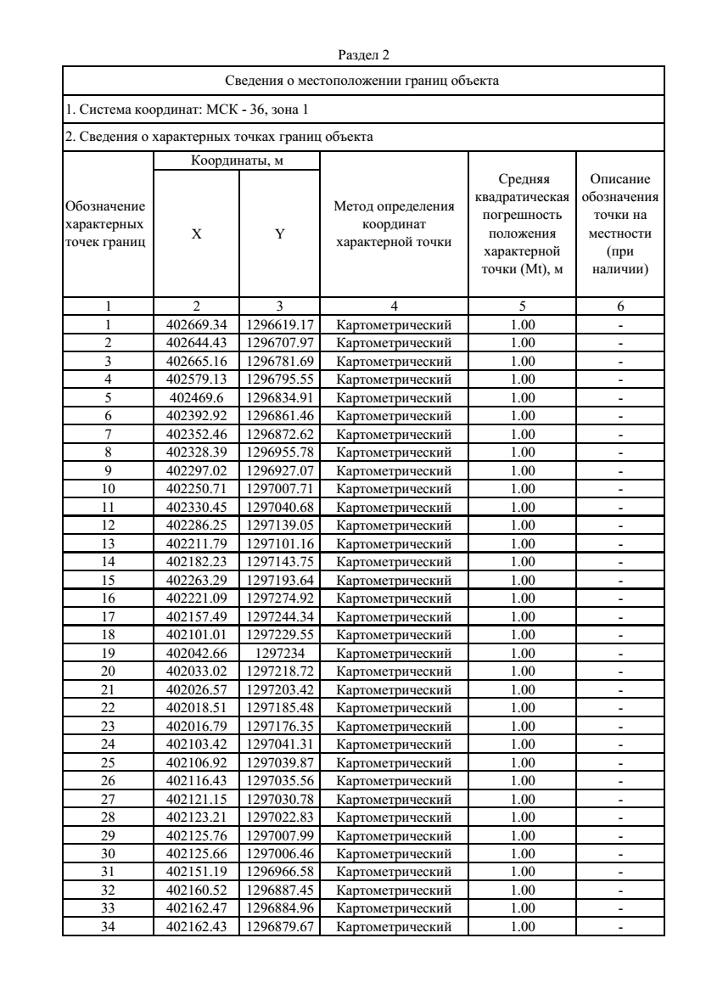 Раздел 2
Сведения о местоположении границ объекта
1. Система координат: МСК - 36, зона 1
2. Сведения о характерных точках границ объекта
Обозначение
характерных
точек границ
Координаты, м
X
Y
Метод определения
координат
характерной точки
Средняя
квадратическая
погрешность
положения
характерной
точки (Mt), м
Описание
обозначения
точки на
местности
(при
наличии)
1 2 3 4 5 6
1 402669.34 1296619.17 Картометрический 1.00 -
2 402644.43 1296707.97 Картометрический 1.00 -
3 402665.16 1296781.69 Картометрический 1.00 -
4 402579.13 1296795.55 Картометрический 1.00 -
5 402469.6 1296834.91 Картометрический 1.00 -
6 402392.92 1296861.46 Картометрический 1.00 -
7 402352.46 1296872.62 Картометрический 1.00 -
8 402328.39 1296955.78 Картометрический 1.00 -
9 402297.02 1296927.07 Картометрический 1.00 -
10 402250.71 1297007.71 Картометрический 1.00 -
11 402330.45 1297040.68 Картометрический 1.00 -
12 402286.25 1297139.05 Картометрический 1.00 -
13 402211.79 1297101.16 Картометрический 1.00 -
14 402182.23 1297143.75 Картометрический 1.00 -
15 402263.29 1297193.64 Картометрический 1.00 -
16 402221.09 1297274.92 Картометрический 1.00 -
17 402157.49 1297244.34 Картометрический 1.00 -
18 402101.01 1297229.55 Картометрический 1.00 -
19 402042.66 1297234 Картометрический 1.00 -
20 402033.02 1297218.72 Картометрический 1.00 -
21 402026.57 1297203.42 Картометрический 1.00 -
22 402018.51 1297185.48 Картометрический 1.00 -
23 402016.79 1297176.35 Картометрический 1.00 -
24 402103.42 1297041.31 Картометрический 1.00 -
25 402106.92 1297039.87 Картометрический 1.00 -
26 402116.43 1297035.56 Картометрический 1.00 -
27 402121.15 1297030.78 Картометрический 1.00 -
28 402123.21 1297022.83 Картометрический 1.00 -
29 402125.76 1297007.99 Картометрический 1.00 -
30 402125.66 1297006.46 Картометрический 1.00 -
31 402151.19 1296966.58 Картометрический 1.00 -
32 402160.52 1296887.45 Картометрический 1.00 -
33 402162.47 1296884.96 Картометрический 1.00 -
34 402162.43 1296879.67 Картометрический 1.00 -